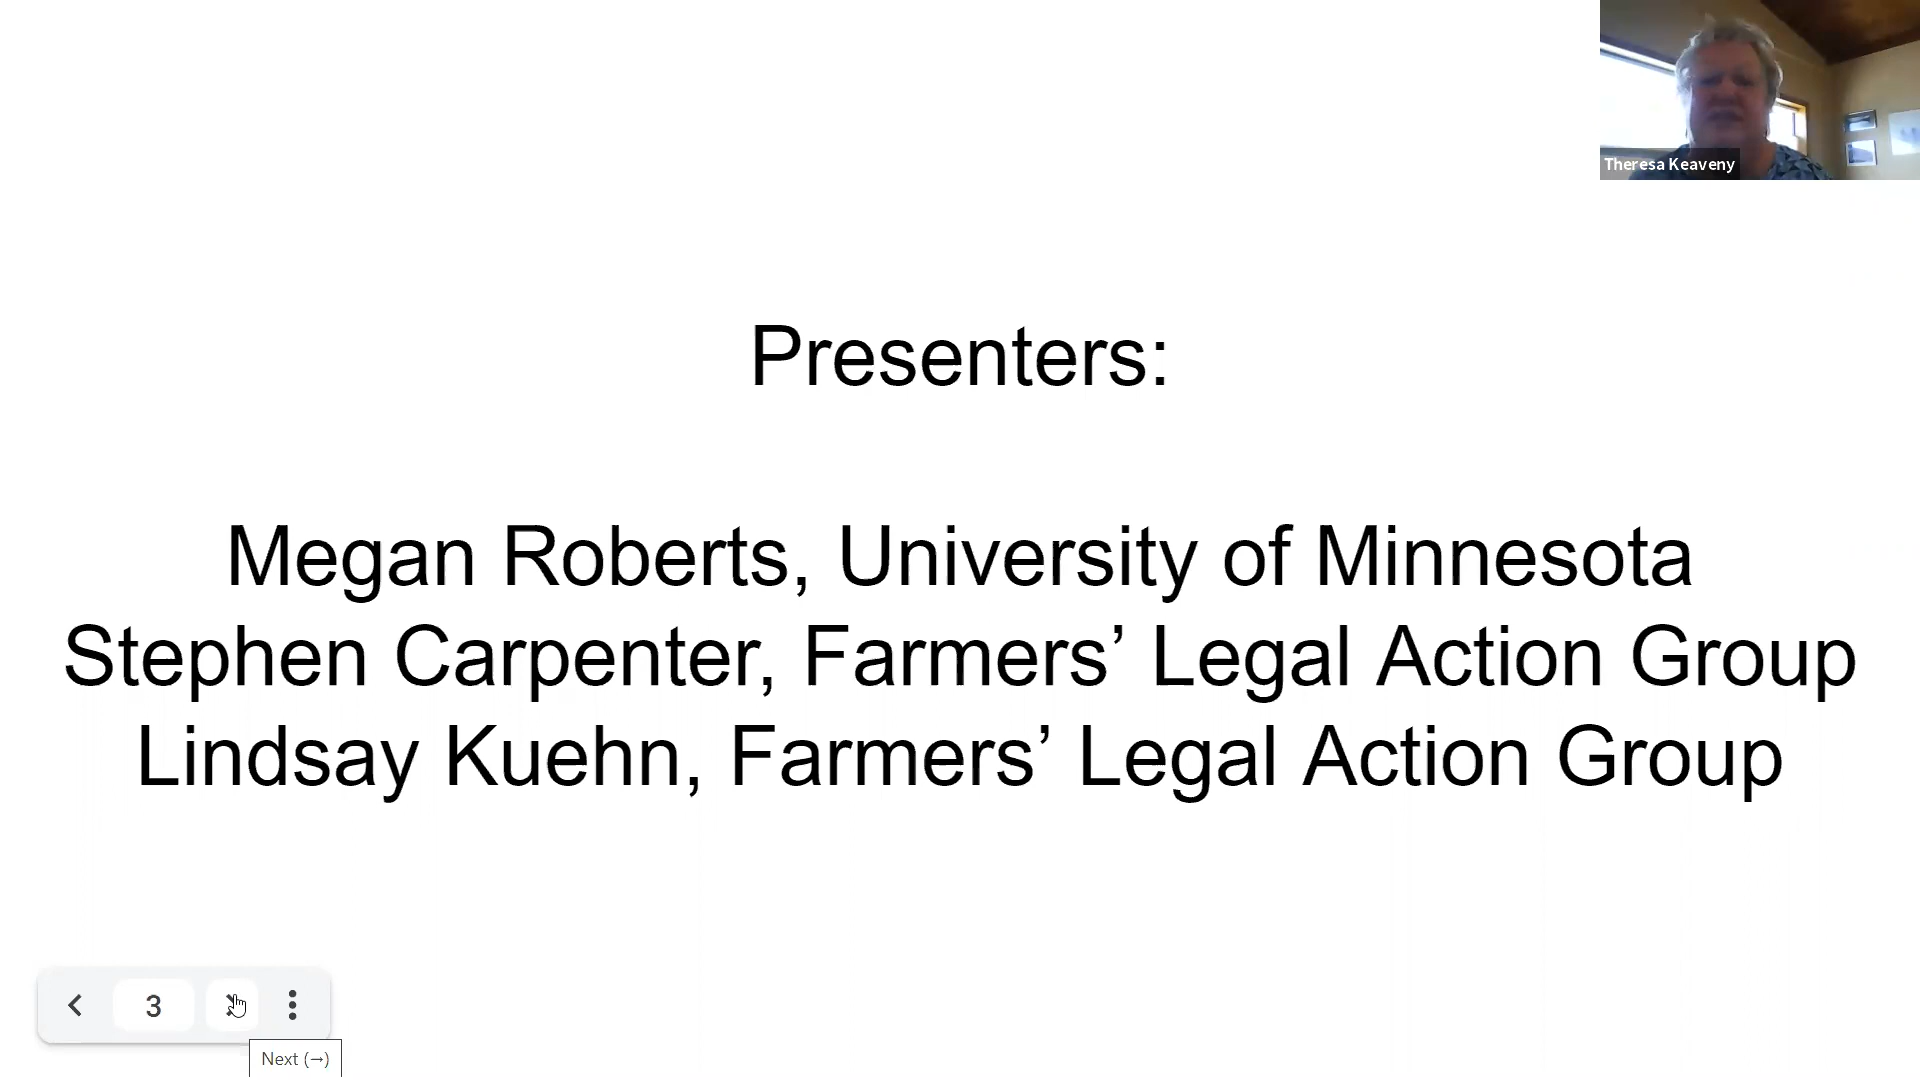 Theresa Keaveny
Presenters:
Megan Roberts, University of Minnesota
Stephen Carpenter, Farmers’ Legal Action Group
Lindsay Kuehn, Farmers’ Legal Action Group
3
Next (→)